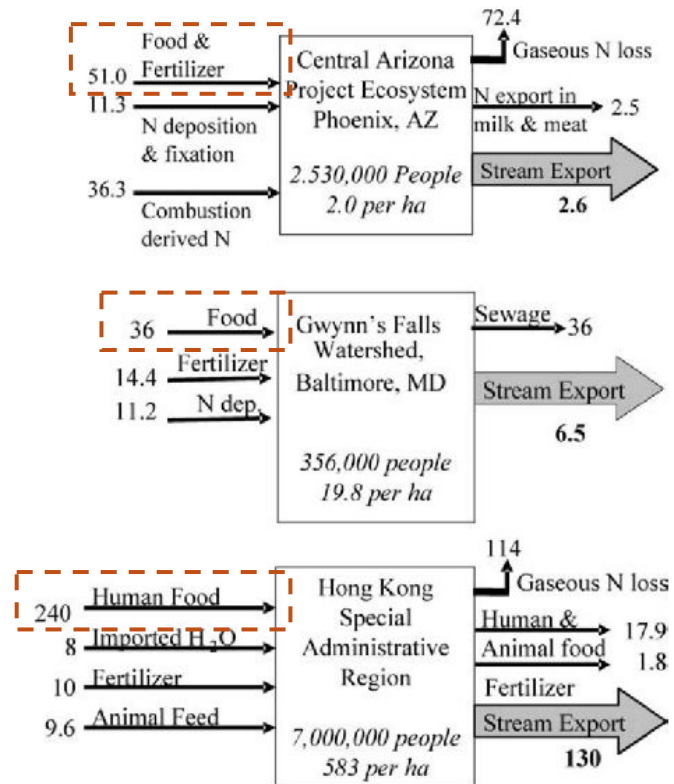 72.4
Food &
Fertilizer
51.0
Central Arizona
Project Ecosystem
Phoenix, AZ
2.530,000 People
2.0 per ha
Gaseous N loss
11.3
N deposition
& fixation
N export in
milk & meat
2.5
36.3
Combustion
derived N
Stream Export
2.6
36
Food
Gwynn's Falls
Watershed,
Baltimore, MD
356,000 people
19.8 per ha
Sewage
36
14.4
Fertilizer
11.2
N dep.
Stream Export
6.5
114
Gaseous N loss
240
Human Food
Hong Kong
Special
Administrative
Region
7,000,000 people
583 per ha
8
Imported H₂O
Human &
Animal food
17.9
1.8
10
Fertilizer
Fertilizer
9.6
Animal Feed
Stream Export
130